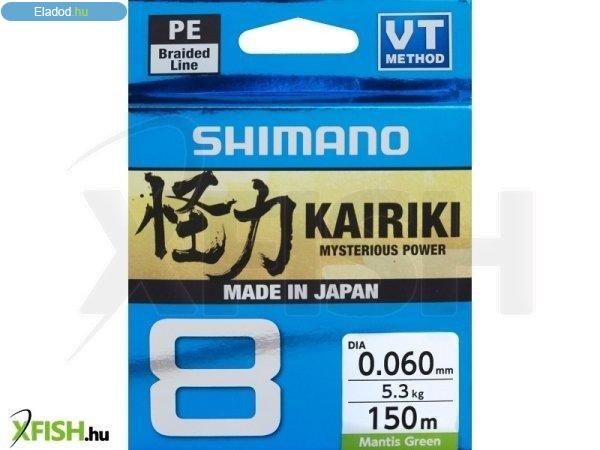 Eladod.hu
PE
Braided
Line
VT
METHOD
SHIMANO
怪力 KAIRIKI
MYSTERIOUS POWER
MADE IN JAPAN
8
DIA
0.060mm
5.3kg
150m
Mantis Green
XFISH
XFISH.hu